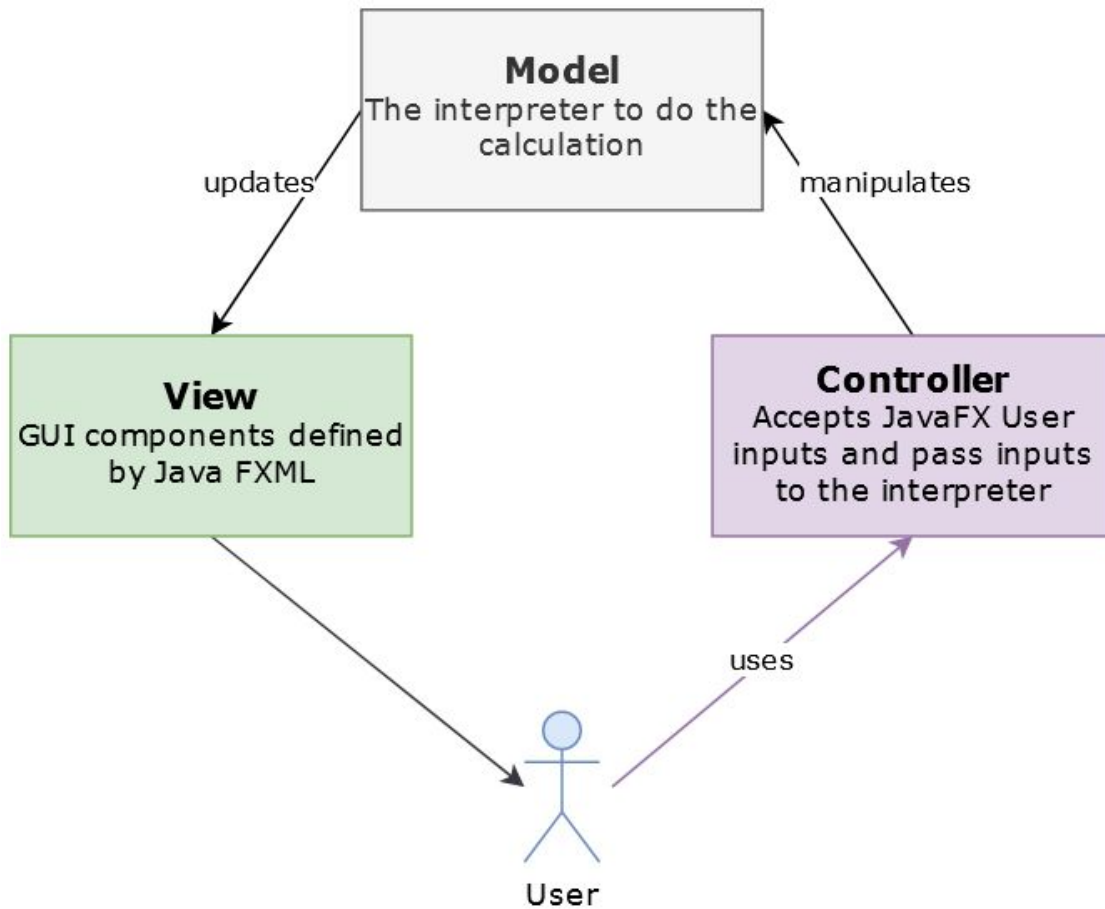 Model
The interpreter to do the
calculation
updates
manipulates
View
GUI components defined
by Java FXML
Controller
Accepts JavaFX User
inputs and pass inputs
to the interpreter
uses
User